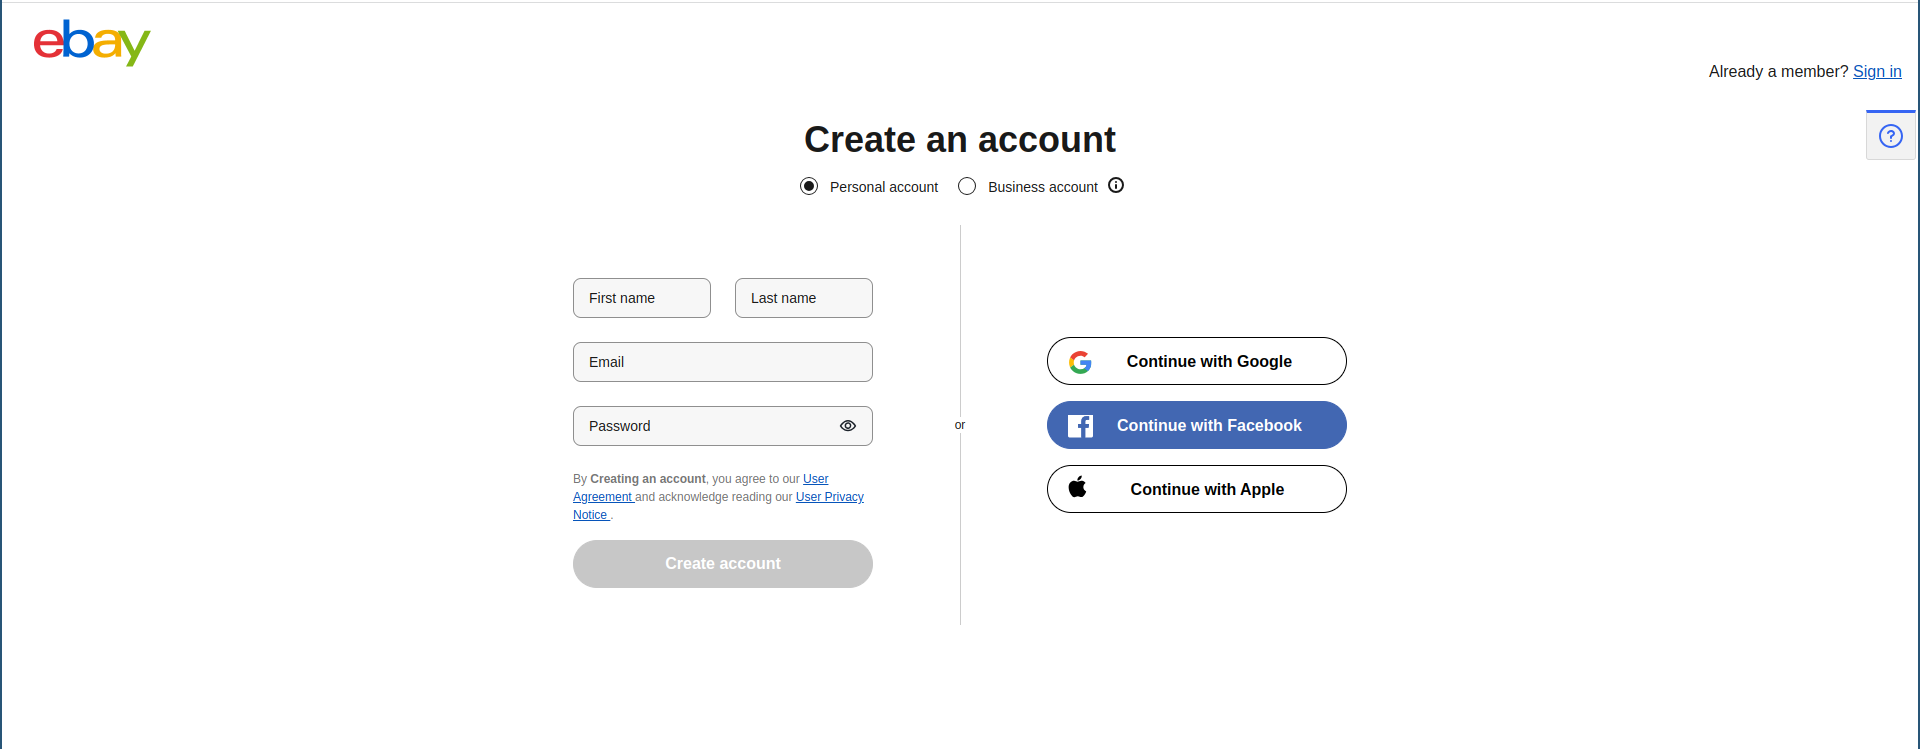 ebay
Already a member? Sign in
Create an account
Personal account
Business account
First name
Last name
Email
Password
By Creating an account, you agree to our User
Agreement and acknowledge reading our User Privacy
Notice .
Create account
or
Continue with Google
Continue with Facebook
Continue with Apple